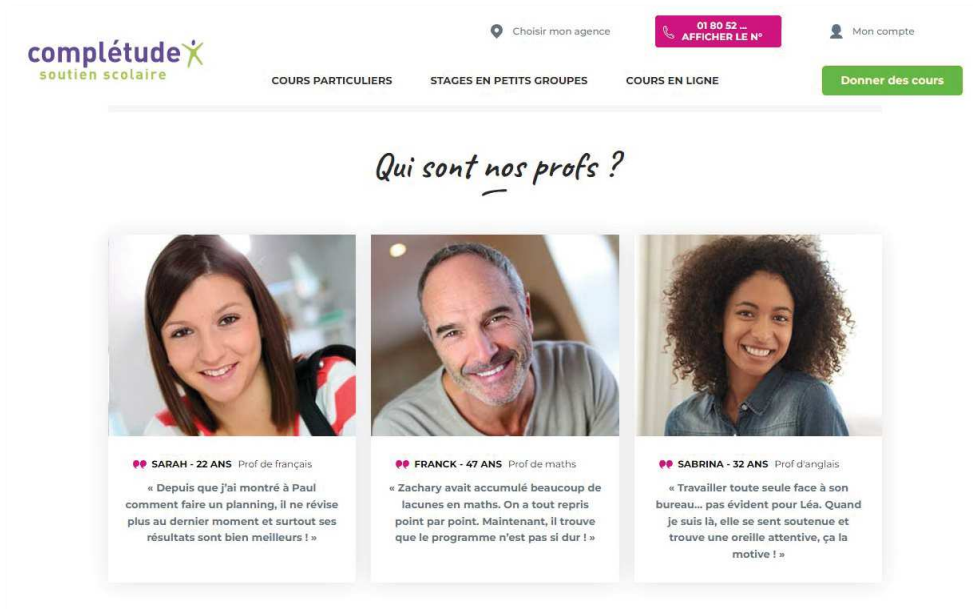 complétude
soutien scolaire
Choisir mon agence
01 80 52 ...
AFFICHER LE N°
Mon compte
COURS PARTICULIERS
STAGES EN PETITS GROUPES
COURS EN LIGNE
Donner des cours
Qui sont nos profs ?
SARAH - 22 ANS Prof de français
« Depuis que j'ai montré à Paul
comment faire un planning, il ne révise
plus au dernier moment et surtout ses
résultats sont bien meilleurs ! »
FRANCK - 47 ANS Prof de maths
« Zachary avait accumulé beaucoup de
lacunes en maths. On a tout repris
point par point. Maintenant, il trouve
que le programme n'est pas si dur ! »
SABRINA - 32 ANS Prof d'anglais
« Travailler toute seule face à son
bureau... pas évident pour Léa. Quand
je suis là, elle se sent soutenue et
trouve une oreille attentive, ça la
motive ! »